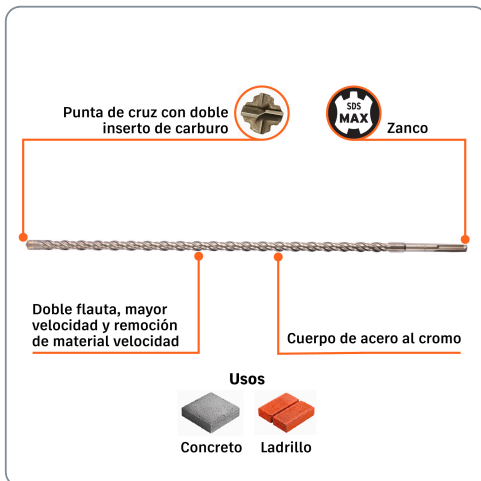 Punta de cruz con doble
inserto de carburo
SDS
MAX
Zanco
Doble flauta, mayor
velocidad y remoción
de material velocidad
Cuerpo de acero al cromo
Usos
Concreto
Ladrillo